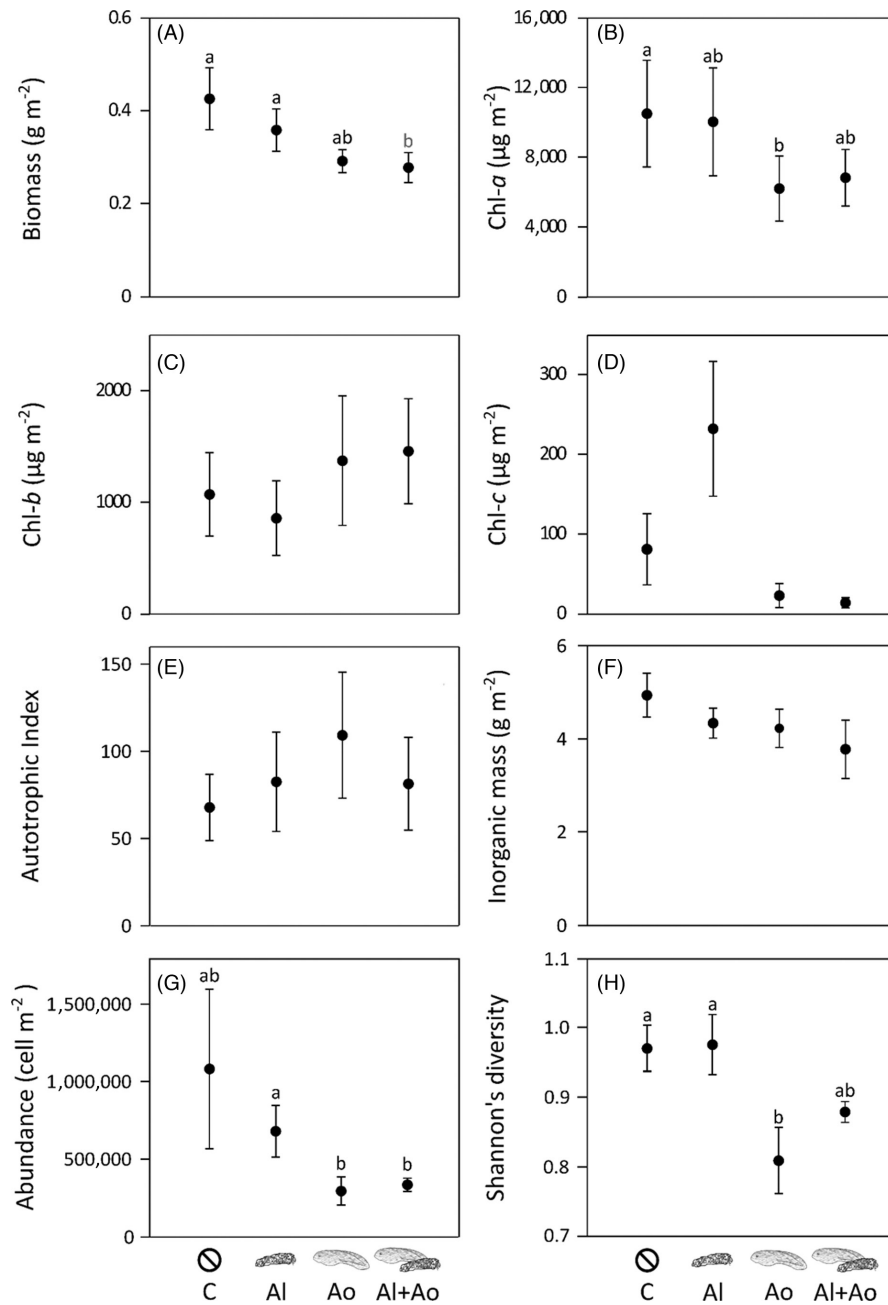 (A)
Biomass (g m⁻²)
0.6
0.4
0.2
0
a
a
ab
b
(B)
Chl-a (µg m⁻²)
16,000
12,000
8,000
4,000
0
a
ab
b
ab
(C)
Chl-b (µg m⁻²)
2000
1000
0
(D)
Chl-c (µg m⁻²)
300
200
100
0
(E)
Autotrophic Index
150
100
50
0
(F)
Inorganic mass (g m⁻²)
6
4
2
0
(G)
Abundance (cell m⁻²)
1,500,000
1,000,000
500,000
0
ab
a
b
b
(H)
Shannon's diversity
1.1
1.0
0.9
0.8
0.7
a
a
b
ab
C Al Ao Al+Ao
C Al Ao Al+Ao